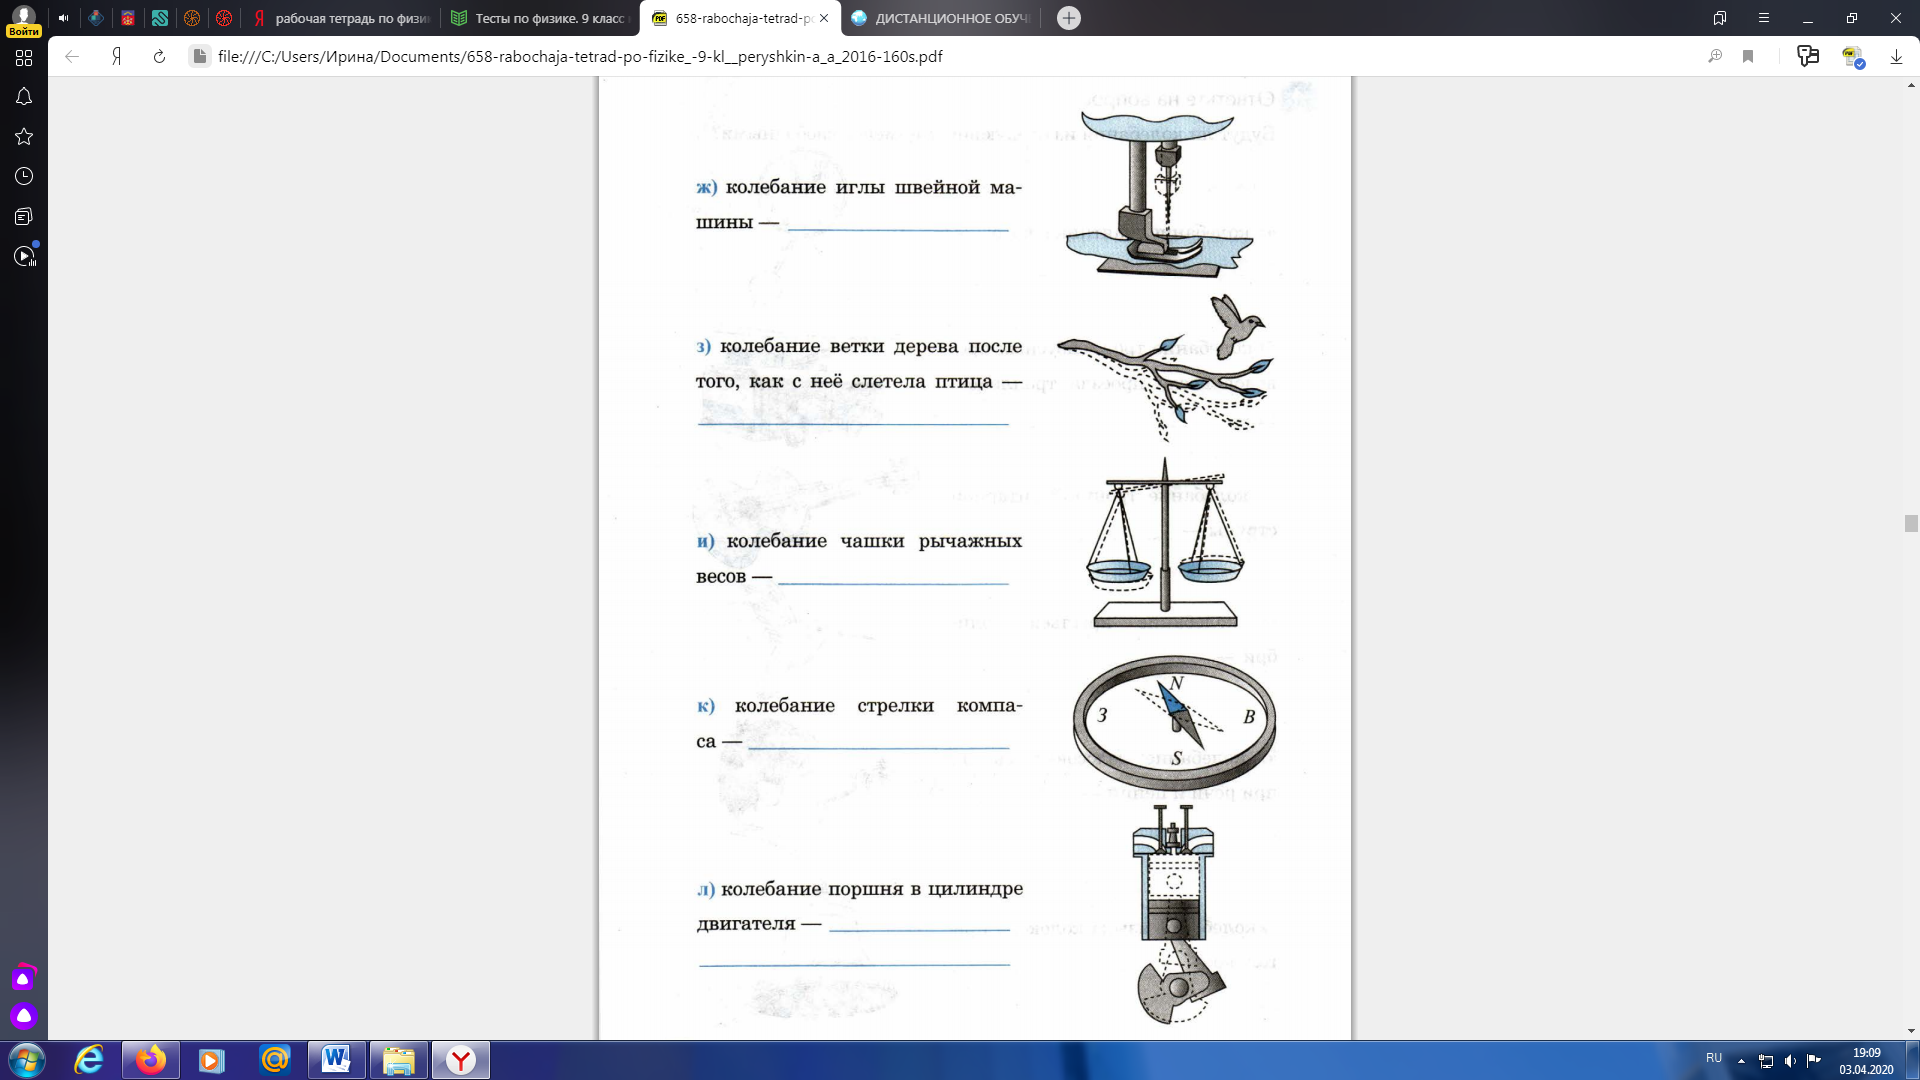 Войти
рабочая тетрадь по физи
Тесты по физике. 9 класс
658-rabochaja-tetrad-po
ДИСТАНЦИОННОЕ ОБУЧ
file:///C:/Users/Ирина/Documents/658-rabochaja-tetrad-po-fizike_-9-kl__peryshkin-a_a_2016-160s.pdf
ж) колебание иглы швейной ма-
шины —
з) колебание ветки дерева после
того, как с неё слетела птица —
и) колебание чашки рычажных
весов —
к) колебание стрелки компа-
са —
N
З
В
S
л) колебание поршня в цилиндре
двигателя —
RU
19:09
03.04.2020